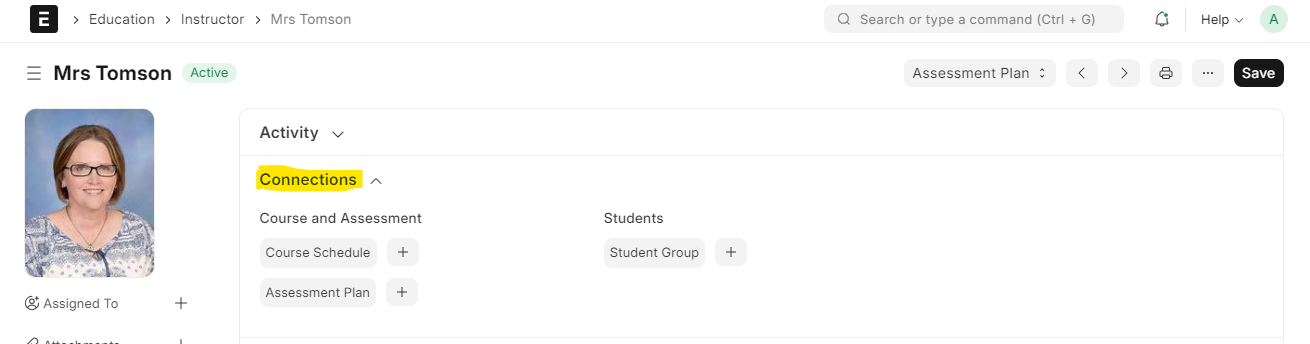 E Education Instructor Mrs Tomson Search or type a command (Ctrl + G) Help A
Mrs Tomson Active Assessment Plan ... Save
Activity
Connections
Course and Assessment Students
Course Schedule + Student Group +
Assessment Plan +
Assigned To +
Attachments